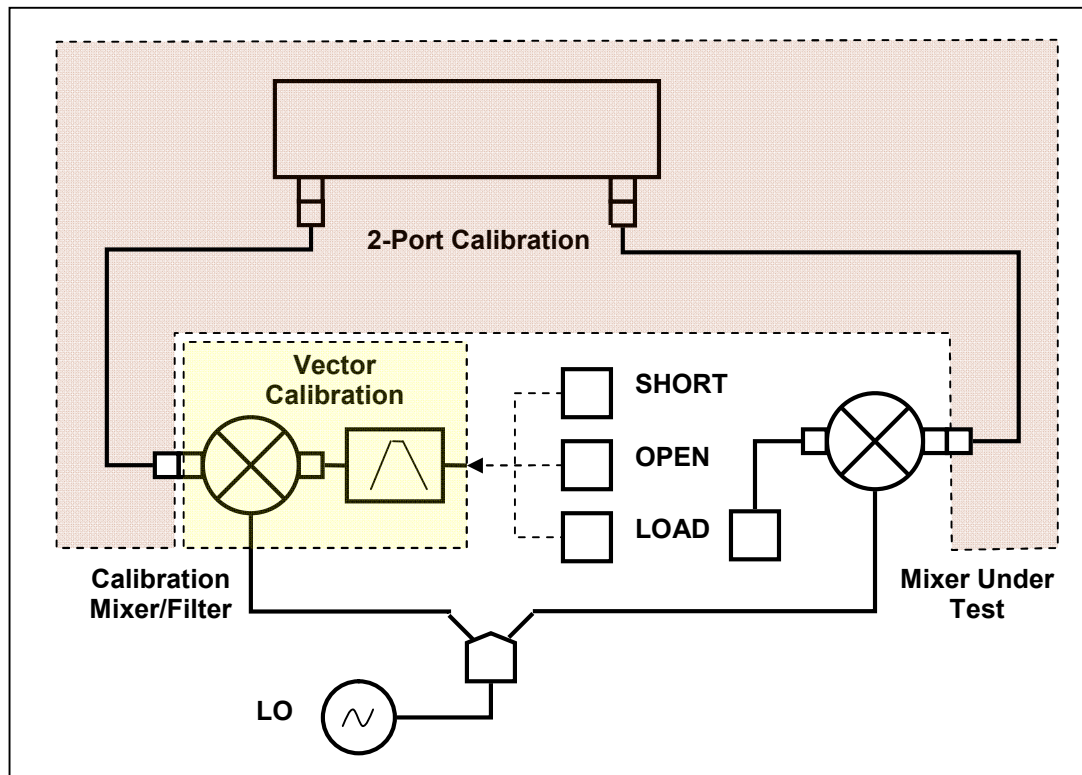 2-Port Calibration
Vector
Calibration
SHORT
OPEN
LOAD
Calibration
Mixer/Filter
Mixer Under
Test
LO